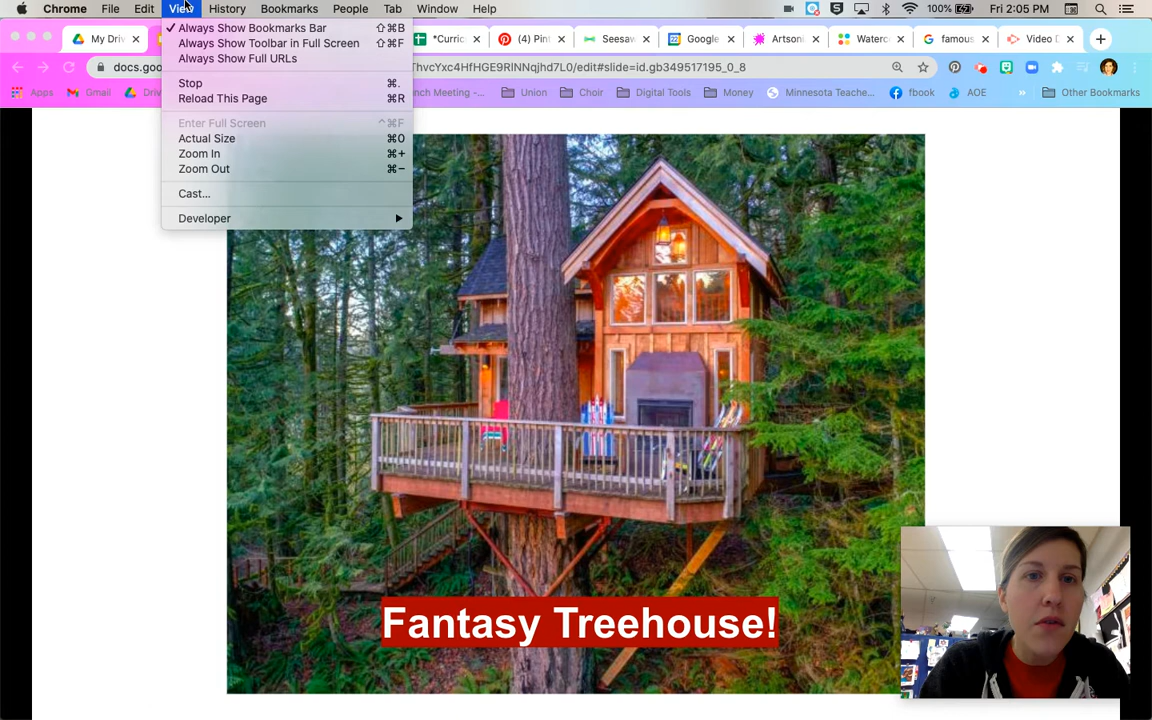 Chrome File Edit View History Bookmarks People Tab Window Help 100% Fri 2:05 PM
My Driv *Curric (4) Pint Seesaw Google Artsoni Waterc famous Video D
docs.goo hvcYxc4HfHGE9RINNqjhd7L0/edit#slide=id.gb349517195_0_8
Apps Gmail Driv nch Meeting -... Union Choir Digital Tools Money Minnesota Teache... fbook AOE Other Bookmarks
✓ Always Show Bookmarks Bar ⇧⌘B
Always Show Toolbar in Full Screen ⇧⌘F
Always Show Full URLs
Stop ⌘.
Reload This Page ⌘R
Enter Full Screen ^⌘F
Actual Size ⌘0
Zoom In ⌘+
Zoom Out ⌘−
Cast...
Developer
Fantasy Treehouse!